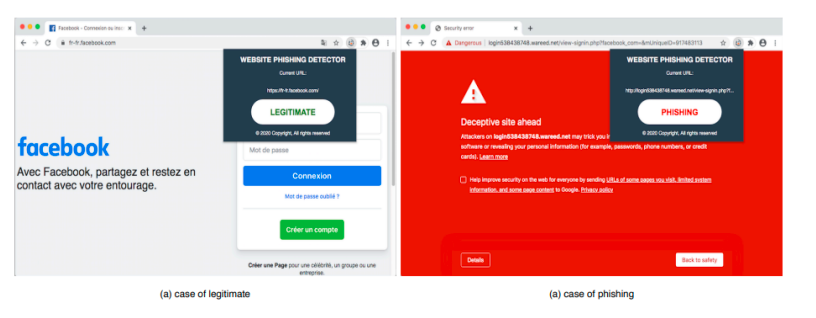 Facebook - Connexion ou Insc
fr-fr.facebook.com
WEBSITE PHISHING DETECTOR
Current URL:
https://fr-fr.facebook.com/
LEGITIMATE
© 2020 Copyright, All rights reserved
facebook
Avec Facebook, partagez et restez en
contact avec votre entourage.
Mot de passe
Connexion
Mot de passe oublié ?
Créer un compte
Créer une Page pour une célébrité, un groupe ou une
entreprise.
(a) case of legitimate
Security error
Dangerous
login538438748.wareed.net/view-signin.php?facebook_com=&mUniqueID=917483113
WEBSITE PHISHING DETECTOR
Current URL:
http://login538438748.wareed.net/view-signin.php?f...
PHISHING
© 2020 Copyright, All rights reserved
Deceptive site ahead
Attackers on login538438748.wareed.net may trick you i
software or revealing your personal information (for example, passwords, phone numbers, or credit
cards). Learn more
Help improve security on the web for everyone by sending URLs of some pages you visit, limited system
information, and some page content to Google. Privacy policy
Details
Back to safety
(a) case of phishing